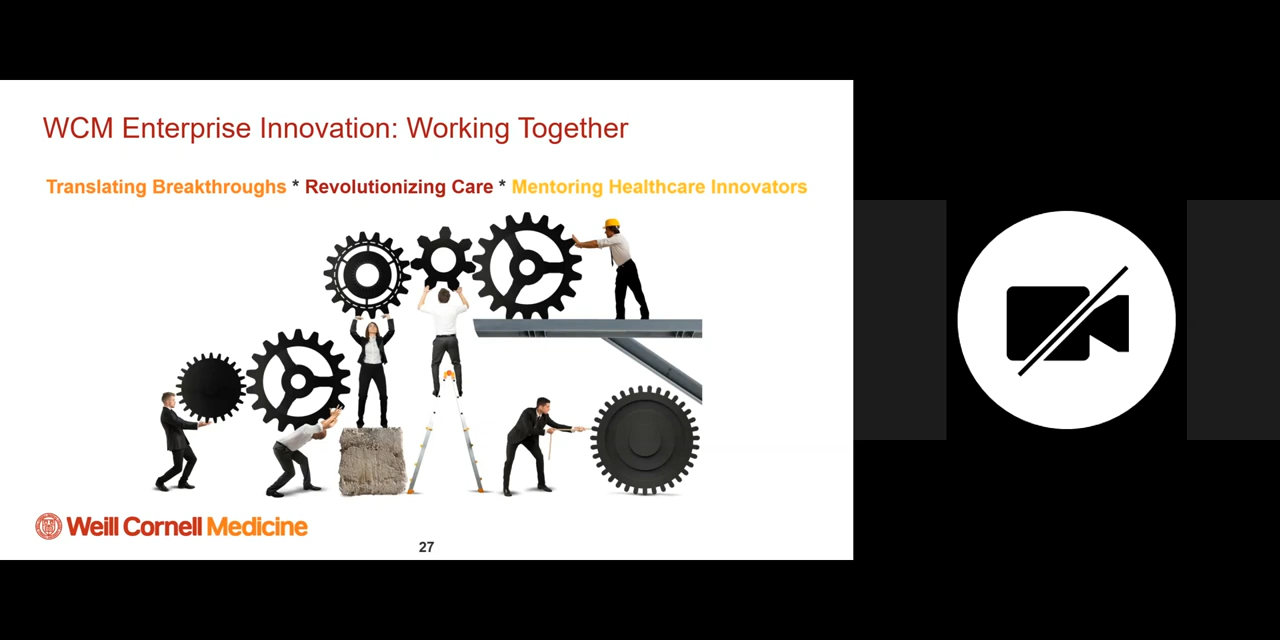 WCM Enterprise Innovation: Working Together
Translating Breakthroughs * Revolutionizing Care * Mentoring Healthcare Innovators
Weill Cornell Medicine
27